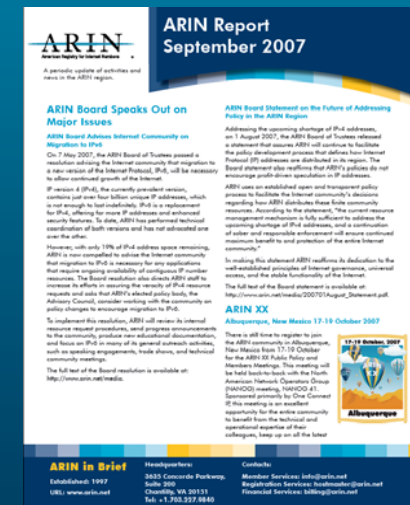 ARIN
American Registry for Internet Numbers
A periodic update of activities and
news in the ARIN region.
ARIN Report
September 2007
ARIN Board Speaks Out on
Major Issues
ARIN Board Advises Internet Community on
Migration to IPv6
On 7 May 2007, the ARIN Board of Trustees passed a
resolution advising the Internet community that migration to
a new version of the Internet Protocol, IPv6, will be necessary
to allow continued growth of the Internet.
IP version 4 (IPv4), the currently prevalent version,
contains just over four billion unique IP addresses, which
is not enough to last indefinitely. IPv6 is a replacement
for IPv4, offering far more IP addresses and enhanced
security features. To date, ARIN has performed technical
coordination of both versions and has not advocated one
over the other.
However, with only 19% of IPv4 address space remaining,
ARIN is now compelled to advise the Internet community
that migration to IPv6 is necessary for any applications
that require ongoing availability of contiguous IP number
resources. The Board resolution also directs ARIN staff to
increase its efforts in assuring the veracity of IPv4 resource
requests and asks that ARIN's elected policy body, the
Advisory Council, consider working with the community on
policy changes to encourage migration to IPv6.
To implement this resolution, ARIN will review its internal
resource request procedures, send progress announcements
to the community, produce new educational documentation,
and focus on IPv6 in many of its general outreach activities,
such as speaking engagements, trade shows, and technical
community meetings.
The full text of the Board resolution is available at:
http://www.arin.net/media.
ARIN Board Statement on the Future of Addressing
Policy in the ARIN Region
Addressing the upcoming shortage of IPv4 addresses,
on 1 August 2007, the ARIN Board of Trustees released
a statement that assures ARIN will continue to facilitate
the policy development process that defines how Internet
Protocol (IP) addresses are distributed in its region. The
Board statement also reaffirms that ARIN's policies do not
encourage profit-driven speculation in IP addresses.
ARIN uses an established open and transparent policy
process to facilitate the Internet community's decisions
regarding how ARIN distributes these finite community
resources. According to the statement, "the current resource
management mechanism is fully sufficient to address the
upcoming shortage of IPv4 addresses, and a continuation
of sober and responsible enforcement will ensure continued
maximum benefit to and protection of the entire Internet
community."
In making this statement ARIN reaffirms its dedication to the
well-established principles of Internet governance, universal
access, and the stable functionality of the Internet.
The full text of the Board statement is available at:
http://www.arin.net/media/200701August_Statement.pdf.
ARIN XX
Albuquerque, New Mexico 17-19 October 2007
There is still time to register to join
the ARIN community in Albuquerque,
New Mexico from 17-19 October
for the ARIN XX Public Policy and
Members Meetings. This meeting will
be held back-to-back with the North
American Network Operators Group
(NANOG) meeting, NANOG 41.
Sponsored primarily by One Connect
IP, this meeting is an excellent
opportunity for the entire community
to benefit from the technical and
operational expertise of their
colleagues, keep up on all the latest
17-19 October, 2007
Albuquerque
ARIN in Brief
Established: 1997
URL: www.arin.net
Headquarters:
3635 Concorde Parkway,
Suite 200
Chantilly, VA 20151
Tel: +1.703.227.9840
Contacts:
Member Services: info@arin.net
Registration Services: hostmaster@arin.net
Financial Services: billing@arin.net